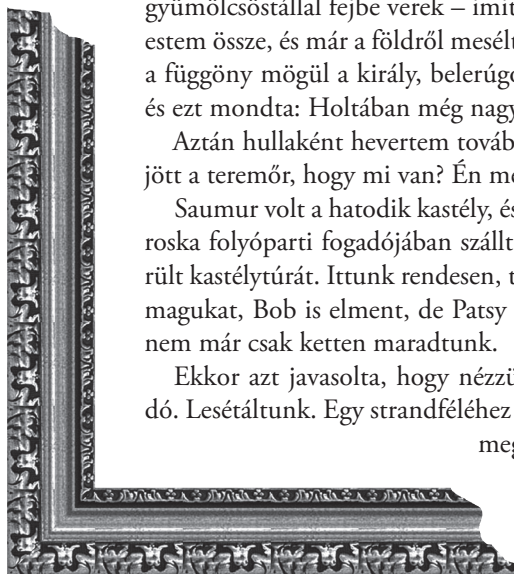 gyümölcsöstállal fejbe verek – imit
estem össze, és már a földről mesélt
a függöny mögül a király, belerúgo
és ezt mondta: Holtában még nagy
Aztán hullaként hevertem továb
jött a teremőr, hogy mi van? Én me
Saumur volt a hatodik kastély, és
roska folyóparti fogadójában szállt
rült kastélytúrát. Ittunk rendesen, t
magukat, Bob is elment, de Patsy
nem már csak ketten maradtunk.
Ekkor azt javasolta, hogy nézzü
dó. Lesétáltunk. Egy strandféléhez
meg